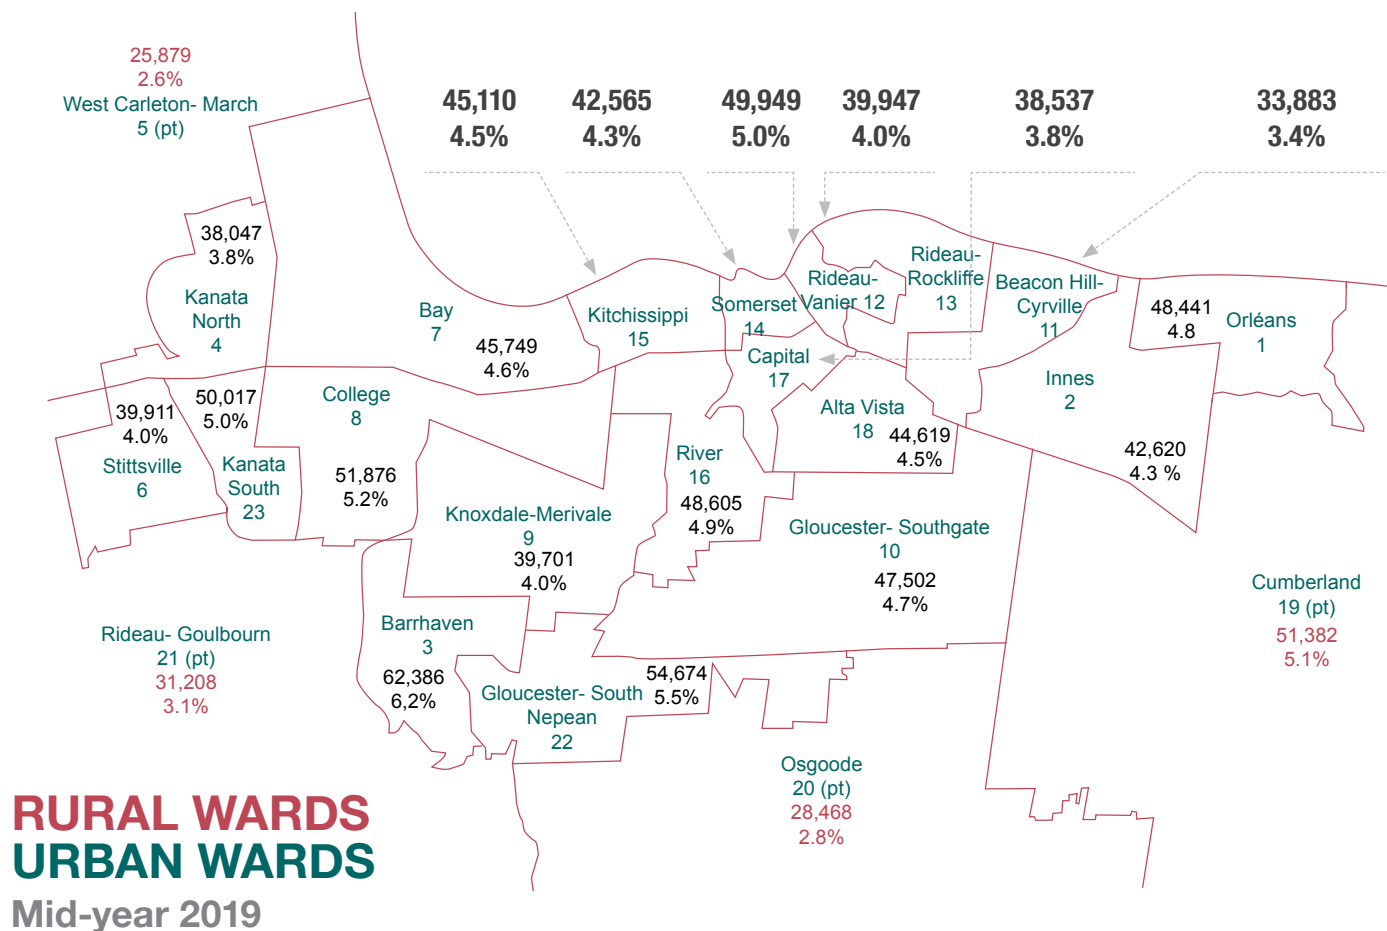 25,879
2.6%
West Carleton- March
5 (pt)
45,110
4.5%
42,565
4.3%
49,949
5.0%
39,947
4.0%
38,537
3.8%
33,883
3.4%
38,047
3.8%
Kanata
North
4
Bay
7
45,749
4.6%
Kitchissippi
15
Somerset
14
Rideau-
Vanier 12
Rideau-
Rockliffe
13
Beacon Hill-
Cyrville
11
48,441
4.8
Orléans
1
Capital
17
Innes
2
42,620
4.3 %
39,911
4.0%
Stittsville
6
50,017
5.0%
Kanata
South
23
College
8
51,876
5.2%
Alta Vista
18
44,619
4.5%
River
16
48,605
4.9%
Knoxdale-Merivale
9
39,701
4.0%
Gloucester- Southgate
10
47,502
4.7%
Cumberland
19 (pt)
51,382
5.1%
Rideau- Goulbourn
21 (pt)
31,208
3.1%
Barrhaven
3
62,386
6,2%
Gloucester- South
Nepean
22
54,674
5.5%
Osgoode
20 (pt)
28,468
2.8%
RURAL WARDS
URBAN WARDS
Mid-year 2019